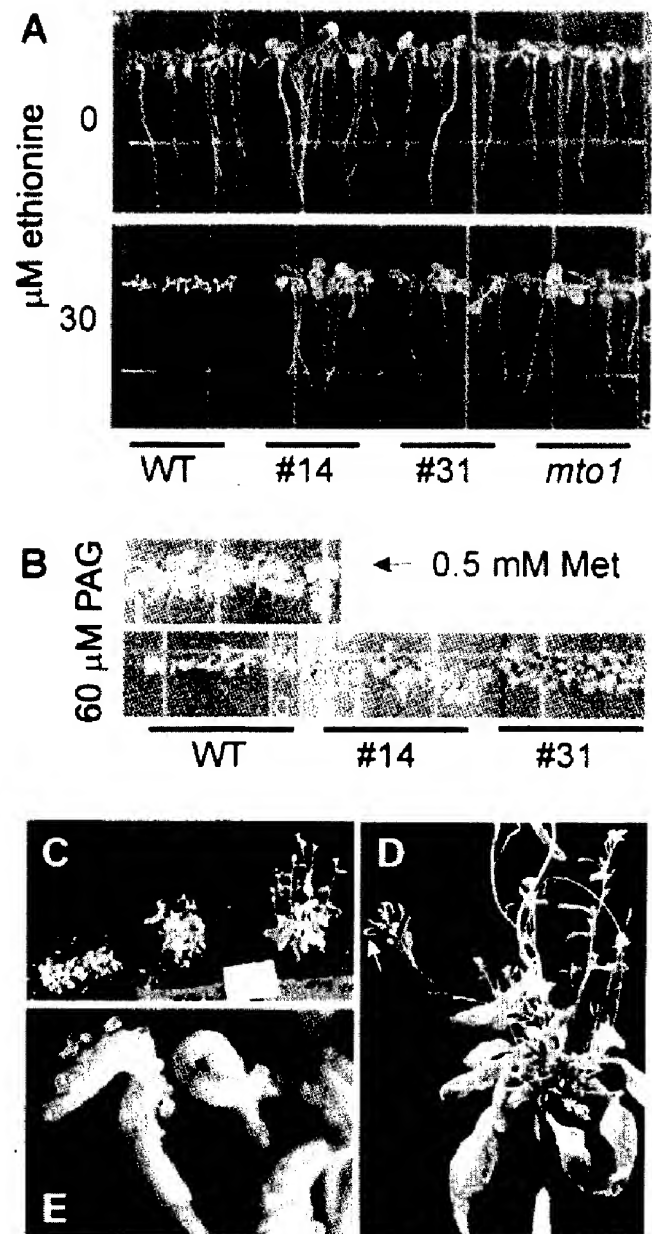 A
μM ethionine
0
30
WT #14 #31 mto1
B
60 μM PAG
← 0.5 mM Met
WT #14 #31
C
D
E